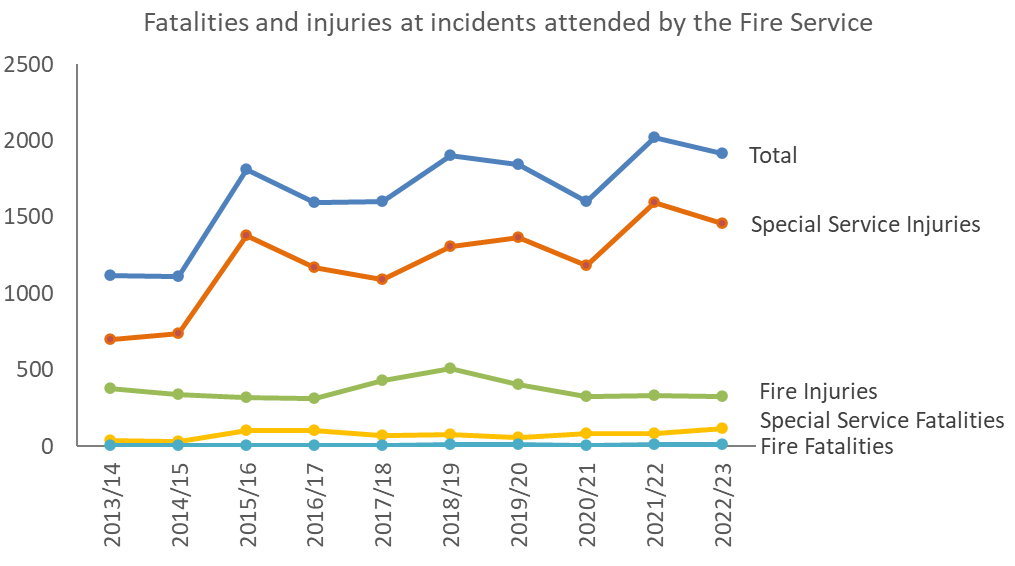 Fatalities and injuries at incidents attended by the Fire Service
2500
2000
1500
1000
500
0
Total
Special Service Injuries
Fire Injuries
Special Service Fatalities
Fire Fatalities
2013/14
2014/15
2015/16
2016/17
2017/18
2018/19
2019/20
2020/21
2021/22
2022/23